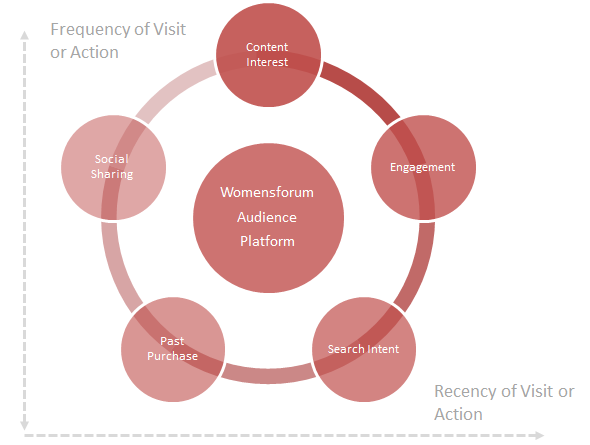 Frequency of Visit
or Action
Content
Interest
Social
Sharing
Engagement
Womensforum
Audience
Platform
Past
Purchase
Search Intent
Recency of Visit or
Action